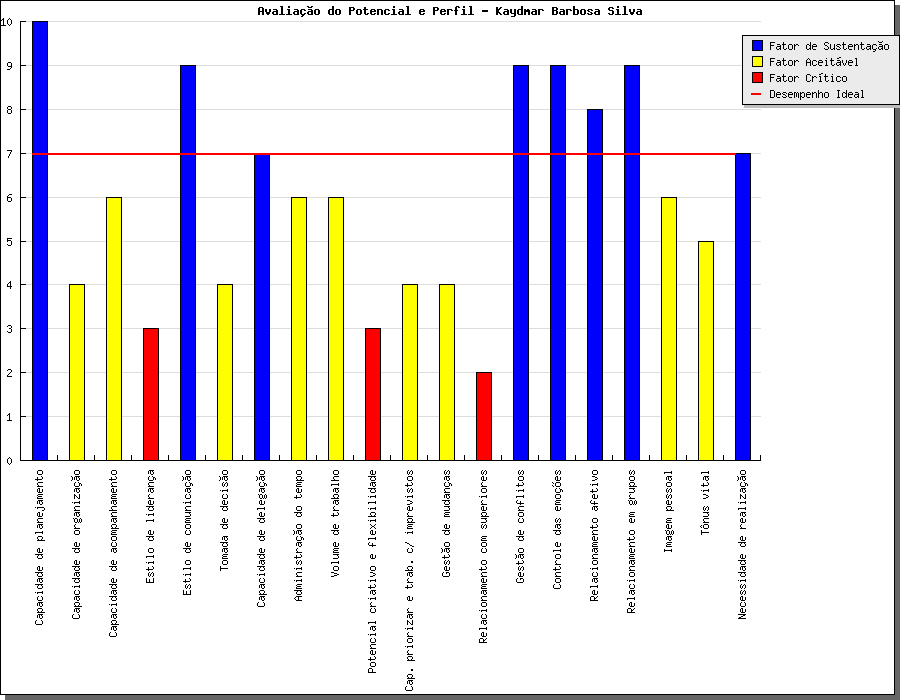 Avaliação do Potencial e Perfil - Kaydmar Barbosa Silva
Fator de Sustentação
Fator Aceitável
Fator Crítico
Desempenho Ideal
10
9
8
7
6
5
4
3
2
1
0
Capacidade de planejamento
Capacidade de organização
Capacidade de acompanhamento
Estilo de liderança
Estilo de comunicação
Tomada de decisão
Capacidade de delegação
Administração do tempo
Volume de trabalho
Potencial criativo e flexibilidade
Cap. priorizar e trab. c/ imprevistos
Gestão de mudanças
Relacionamento com superiores
Gestão de conflitos
Controle das emoções
Relacionamento afetivo
Relacionamento em grupos
Imagem pessoal
Tônus vital
Necessidade de realização